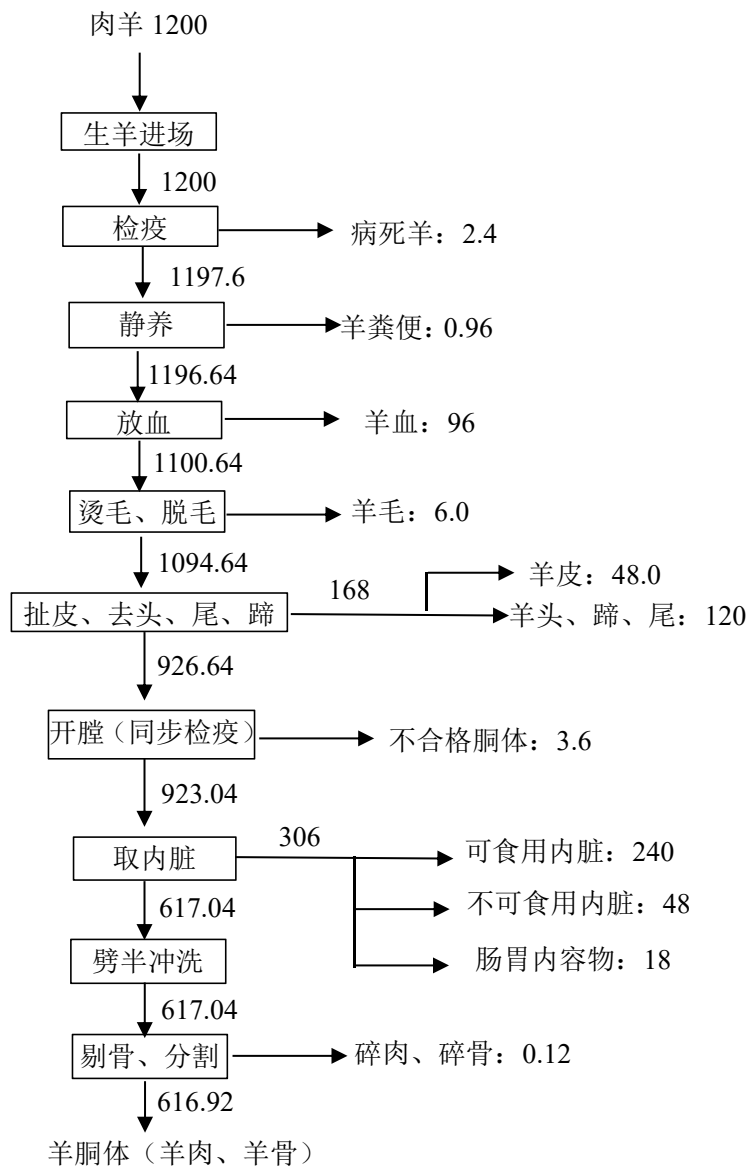 肉羊 1200
生羊进场
1200
检疫
病死羊：2.4
1197.6
静养
羊粪便：0.96
1196.64
放血
羊血：96
1100.64
烫毛、脱毛
羊毛：6.0
1094.64
168
羊皮：48.0
扯皮、去头、尾、蹄
羊头、蹄、尾：120
926.64
开膛（同步检疫）
不合格胴体：3.6
923.04
306
取内脏
可食用内脏：240
617.04
不可食用内脏：48
劈半冲洗
肠胃内容物：18
617.04
剔骨、分割
碎肉、碎骨：0.12
616.92
羊胴体（羊肉、羊骨）